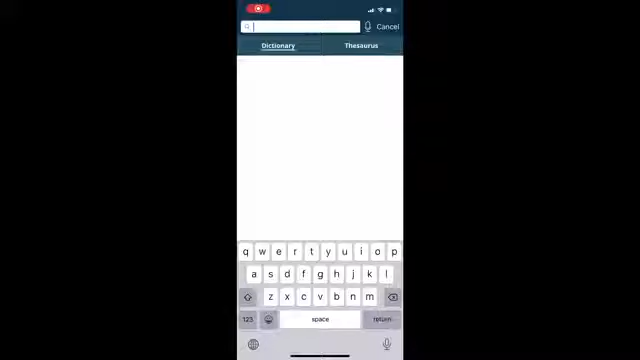 Cancel
Dictionary Thesaurus
q w e r t y u i o p
a s d f g h j k l
z x c v b n m
123 space return